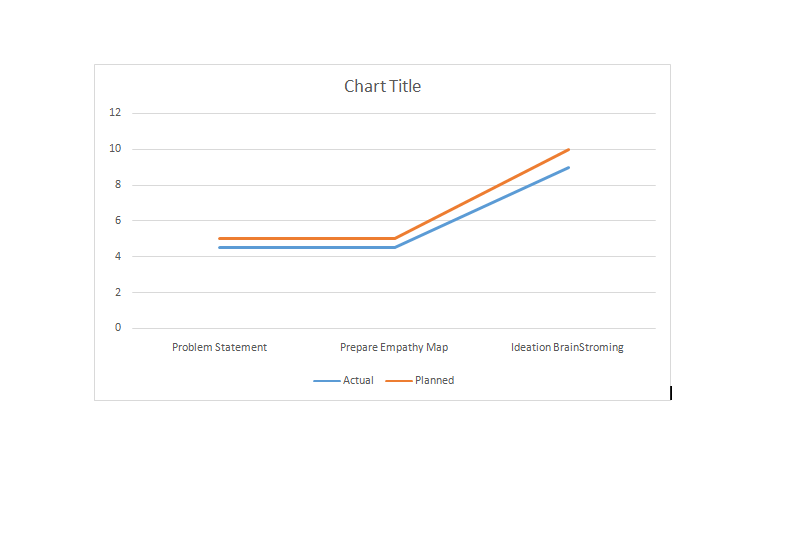 Chart Title
12
10
8
6
4
2
0
Problem Statement Prepare Empathy Map Ideation BrainStroming
Actual Planned